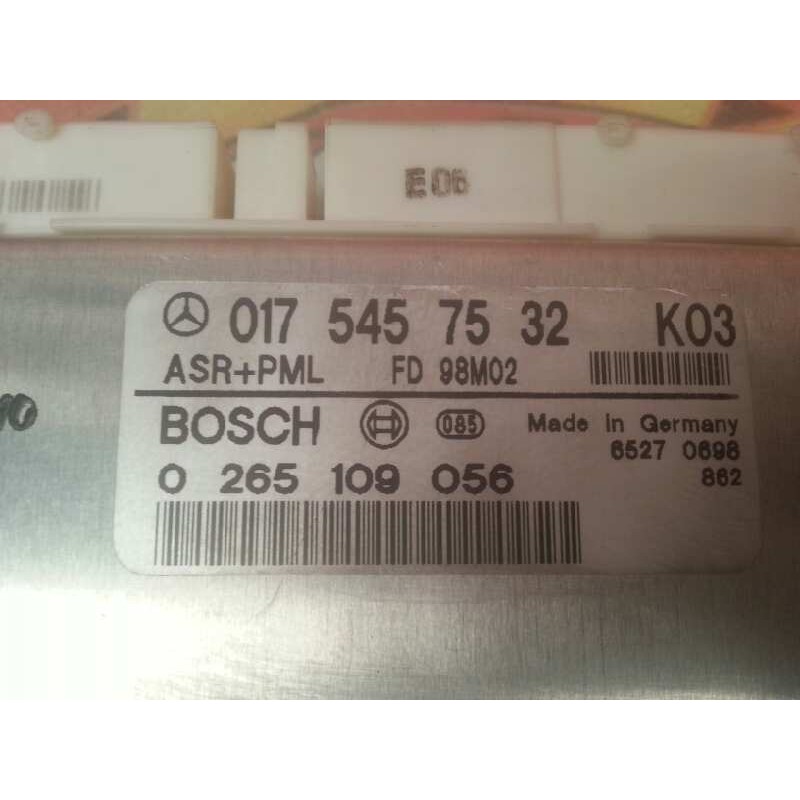 E06
017 545 75 32 K03
ASR+PML FD 98M02
BOSCH 085 Made in Germany
6527 0698
0 265 109 056 862